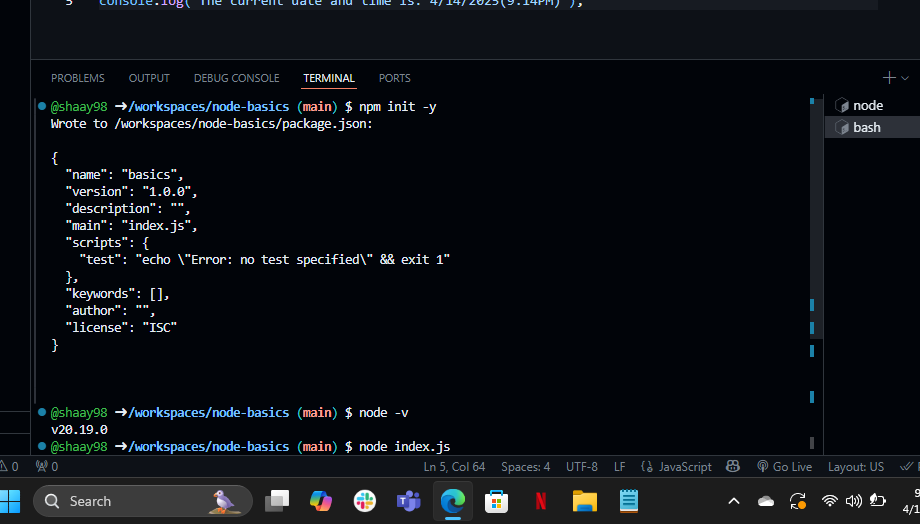 5 console.log( The current date and time is: 4/14/2025(9:14PM) );
PROBLEMS OUTPUT DEBUG CONSOLE TERMINAL PORTS
@shaay98 ➜/workspaces/node-basics (main) $ npm init -y
Wrote to /workspaces/node-basics/package.json:
{
"name": "basics",
"version": "1.0.0",
"description": "",
"main": "index.js",
"scripts": {
"test": "echo \"Error: no test specified\" && exit 1"
},
"keywords": [],
"author": "",
"license": "ISC"
}
@shaay98 ➜/workspaces/node-basics (main) $ node -v
v20.19.0
@shaay98 ➜/workspaces/node-basics (main) $ node index.js
node
bash
0 0 Ln 5, Col 64 Spaces: 4 UTF-8 LF {} JavaScript Go Live Layout: US
Search
N
9
4/1